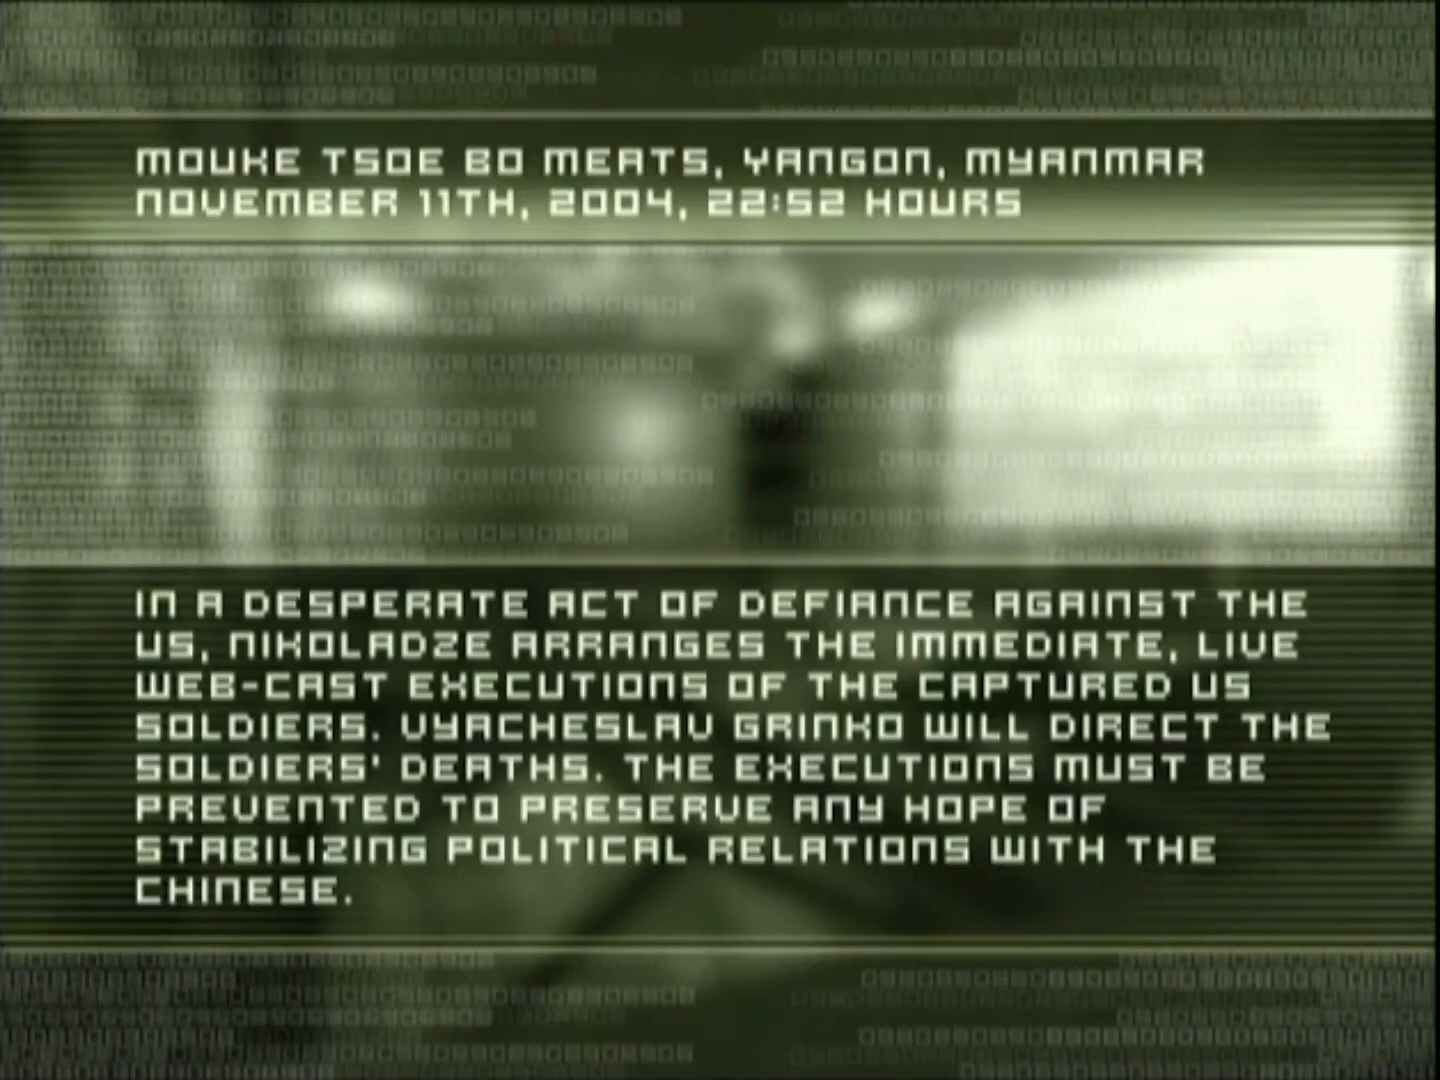 MOUKE TSOE BO MEATS, YANGON, MYANMAR
NOVEMBER 11TH, 2004, 22:52 HOURS
IN A DESPERATE ACT OF DEFIANCE AGAINST THE
US, NIKOLADZE ARRANGES THE IMMEDIATE, LIVE
WEB-CAST EXECUTIONS OF THE CAPTURED US
SOLDIERS. VYACHESLAV GRINKO WILL DIRECT THE
SOLDIERS' DEATHS. THE EXECUTIONS MUST BE
PREVENTED TO PRESERVE ANY HOPE OF
STABILIZING POLITICAL RELATIONS WITH THE
CHINESE.